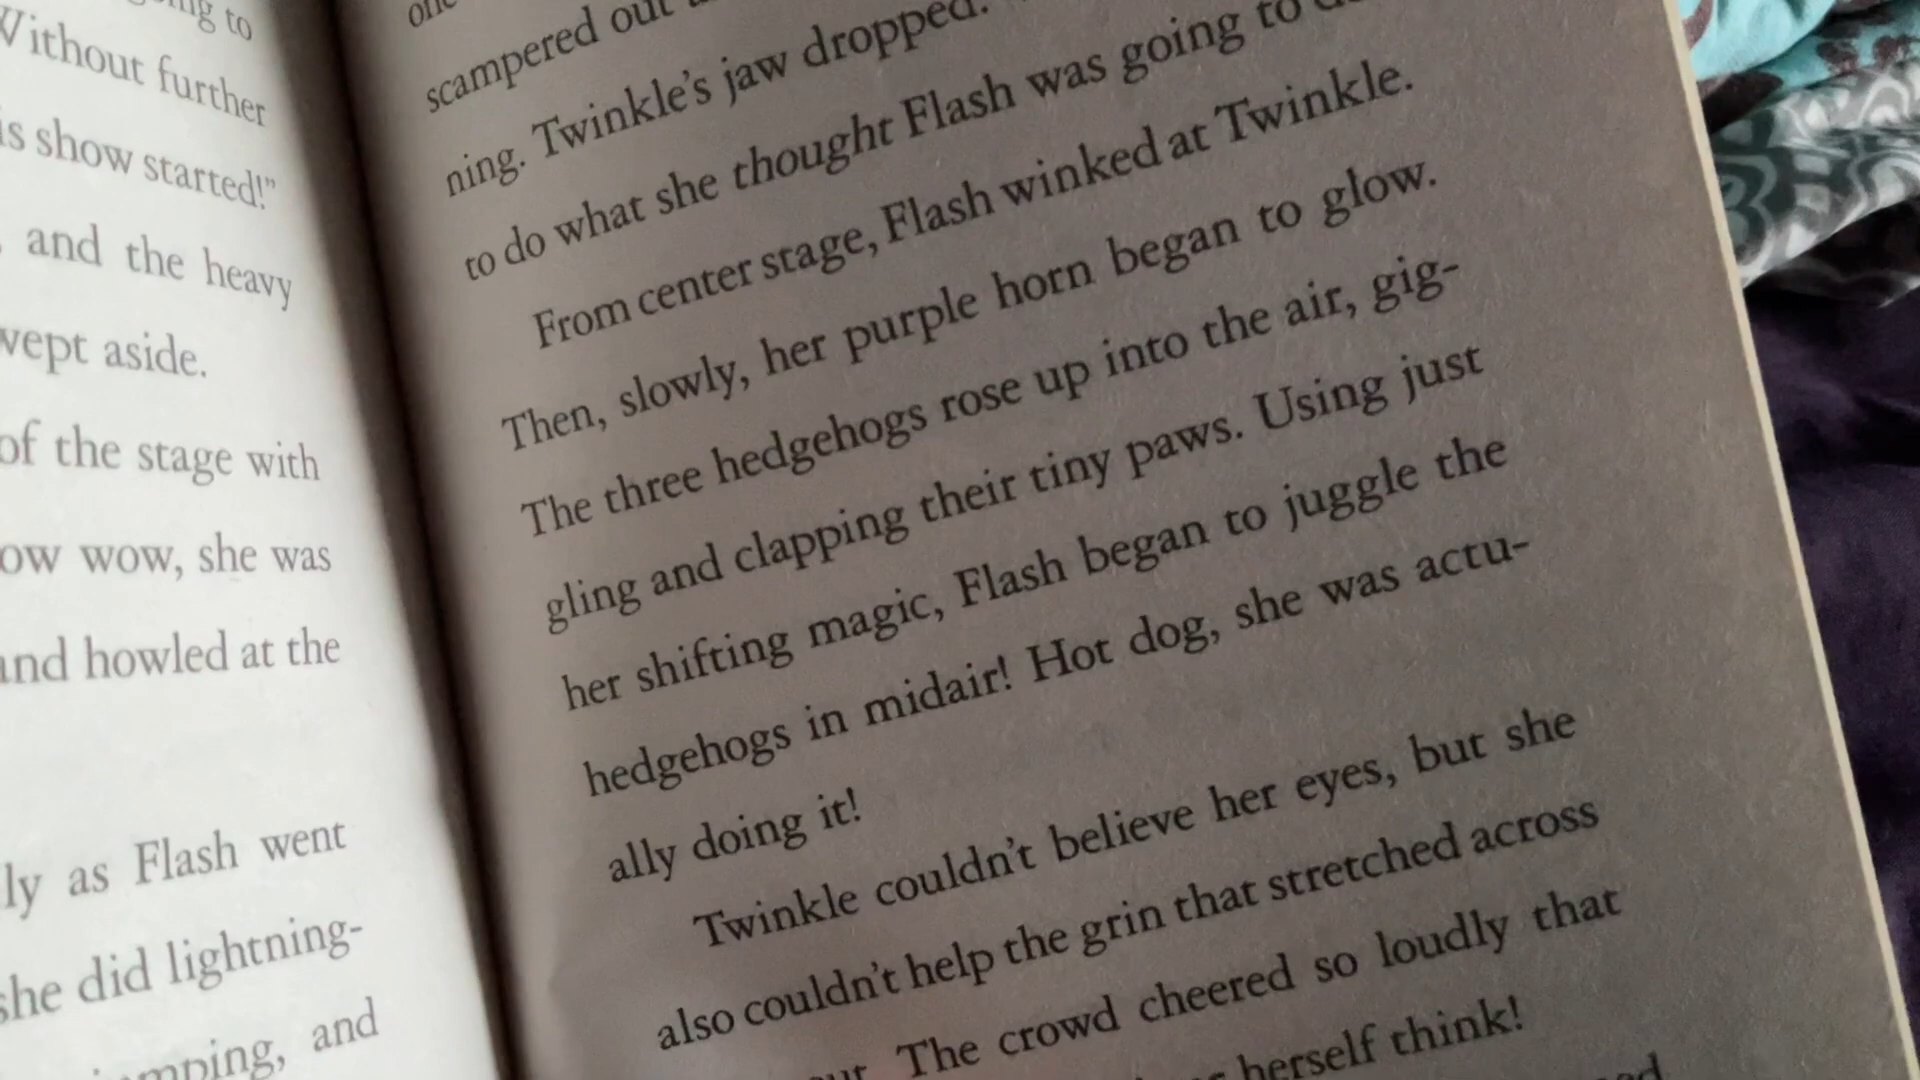 to
Without further
is show started!”
and the heavy
wept aside.
of the stage with
ow wow, she was
and howled at the
ly as Flash went
she did lightning-
and
scampered out
ning. Twinkle’s jaw dropped.
to do what she thought Flash was going to
From center stage, Flash winked at Twinkle.
Then, slowly, her purple horn began to glow.
The three hedgehogs rose up into the air, gig-
gling and clapping their tiny paws. Using just
her shifting magic, Flash began to juggle the
hedgehogs in midair! Hot dog, she was actu-
ally doing it!
Twinkle couldn’t believe her eyes, but she
also couldn’t help the grin that stretched across
The crowd cheered so loudly that
herself think!